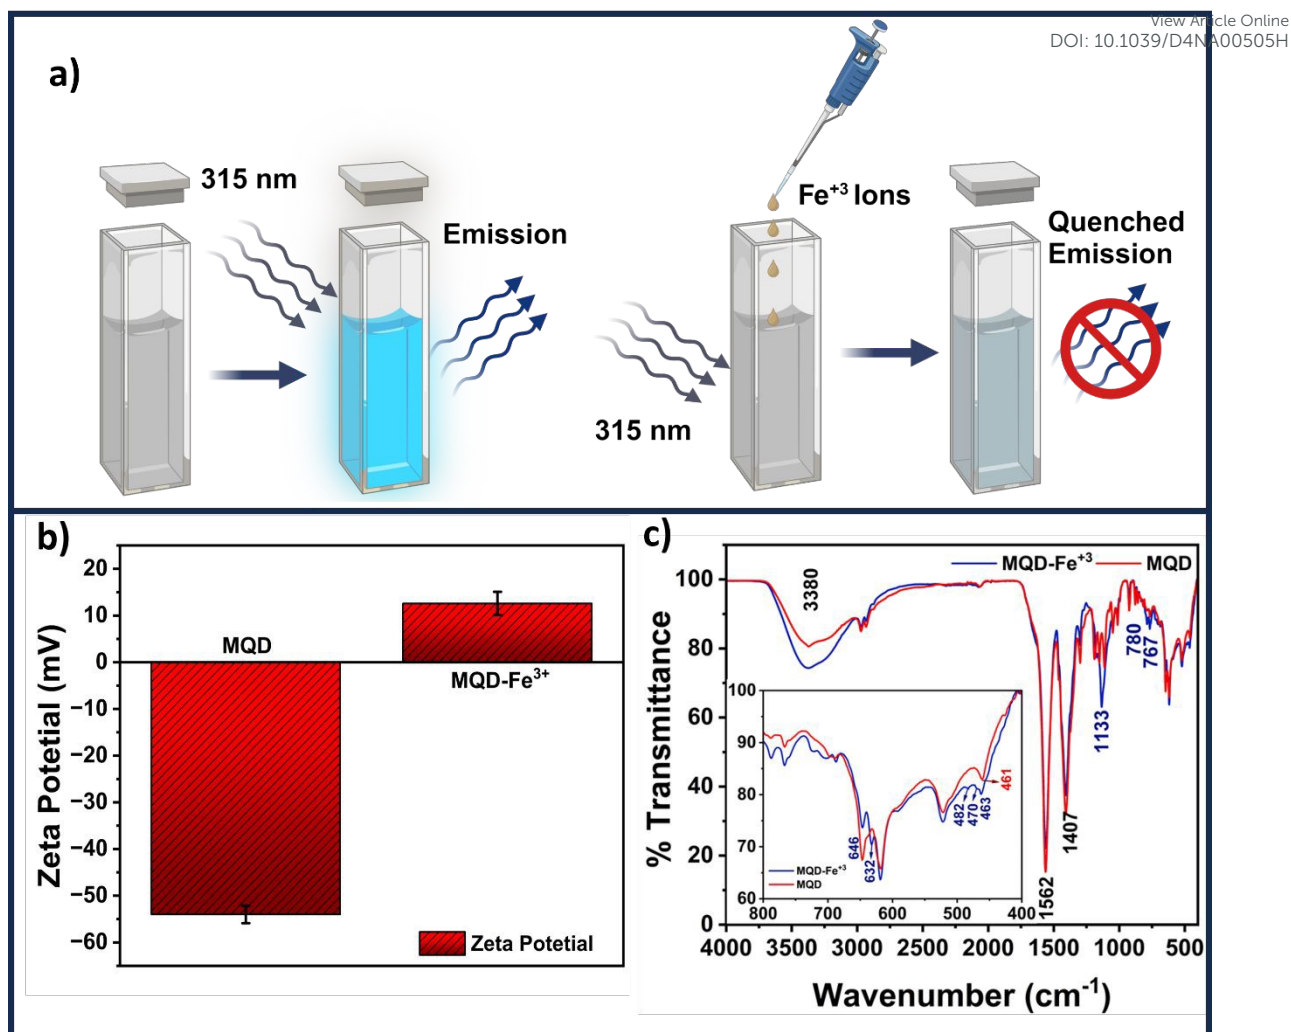 View Article Online
DOI: 10.1039/D4NA00505H
a)
315 nm
Emission
Fe+3 Ions
Quenched
Emission
315 nm
b)
20
10
0
−10
−20
−30
−40
−50
−60
Zeta Potetial (mV)
MQD
MQD-Fe3+
Zeta Potetial
c)
MQD-Fe+3
MQD
100
80
60
40
20
0
% Transmittance
3380
780
767
1133
1407
1562
100
90
80
70
60
646
632
482
470
463
461
MQD-Fe+3
MQD
800 700 600 500 400
4000 3500 3000 2500 2000 1500 1000 500
Wavenumber (cm-1)